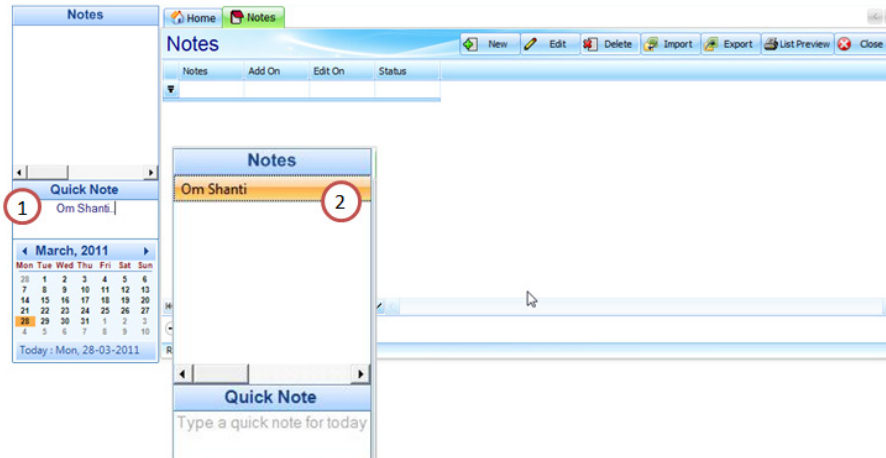 Notes
Home Notes
Notes
New Edit Delete Import Export List Preview Close
Notes Add On Edit On Status
Quick Note
1
Om Shanti.
March, 2011
Mon Tue Wed Thu Fri Sat Sun
28 1 2 3 4 5 6
7 8 9 10 11 12 13
14 15 16 17 18 19 20
21 22 23 24 25 26 27
28 29 30 31 1 2 3
4 5 6 7 8 9 10
Today : Mon, 28-03-2011
Notes
Om Shanti
2
Quick Note
Type a quick note for today
R